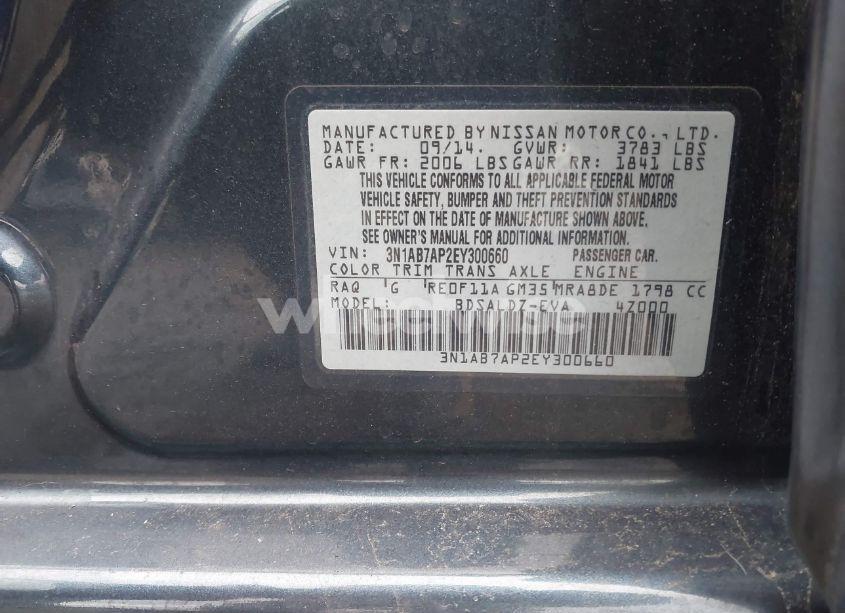 MANUFACTURED BY NISSAN MOTOR CO., LTD.
DATE: 09/14. GVWR: 3783 LBS
GAWR FR: 2006 LBS GAWR RR: 1841 LBS
THIS VEHICLE CONFORMS TO ALL APPLICABLE FEDERAL MOTOR
VEHICLE SAFETY, BUMPER AND THEFT PREVENTION STANDARDS
IN EFFECT ON THE DATE OF MANUFACTURE SHOWN ABOVE.
SEE OWNER'S MANUAL FOR ADDITIONAL INFORMATION.
VIN: 3N1AB7AP2EY300660 PASSENGER CAR.
COLOR TRIM TRANS AXLE ENGINE
RAQ G RE0F11A GM35 MRA8DE 1798 CC
MODEL: BDSALDZ-EVA 4Z000
3N1AB7AP2EY300660